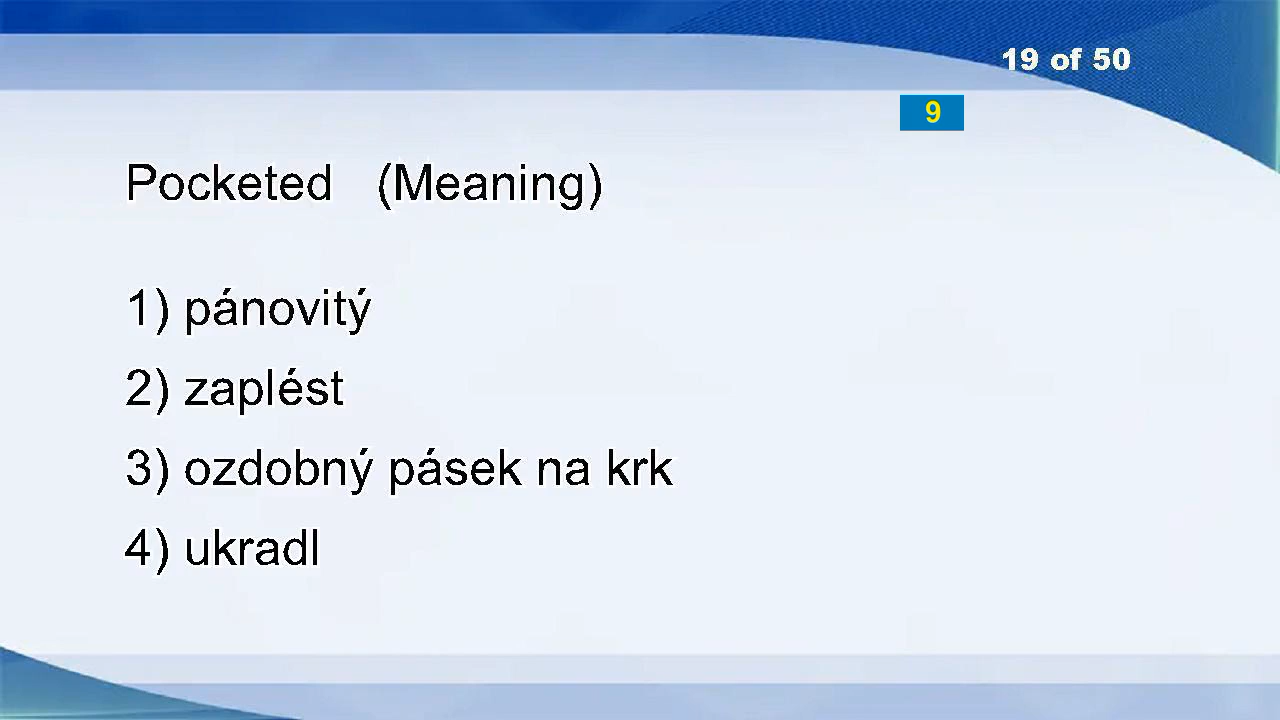 19 of 50
9
Pocketed (Meaning)
1) pánovitý
2) zaplést
3) ozdobný pásek na krk
4) ukradl